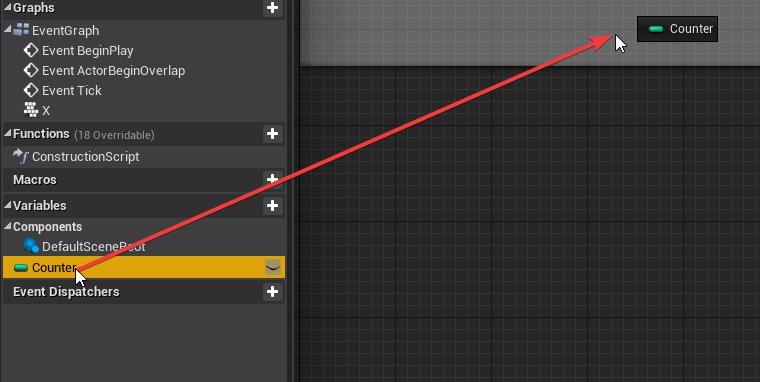 Graphs
EventGraph
Event BeginPlay
Event ActorBeginOverlap
Event Tick
X
Functions (18 Overridable)
ConstructionScript
Macros
Variables
Components
DefaultSceneRoot
Counter
Event Dispatchers
Counter